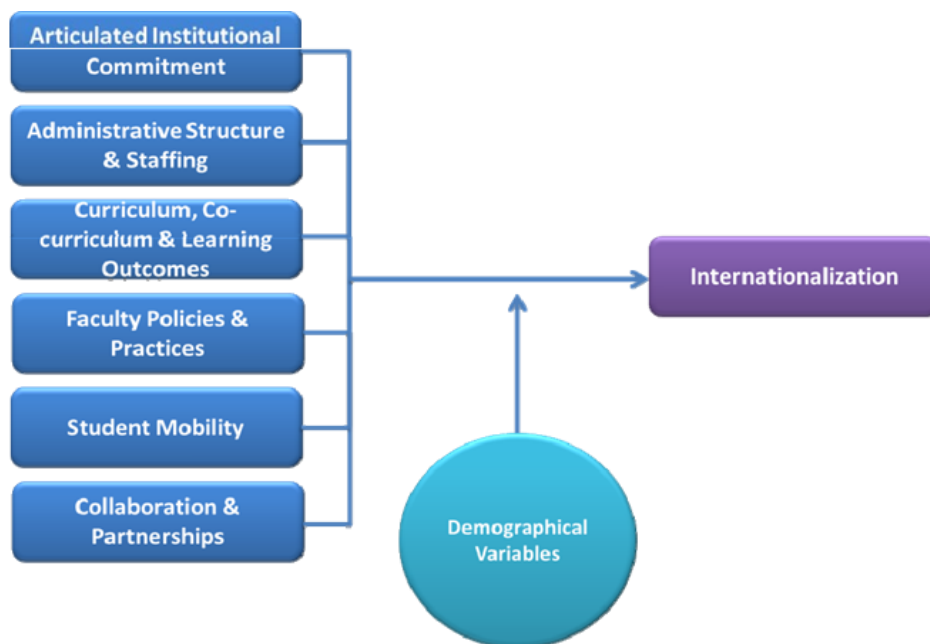 Articulated Institutional
Commitment
Administrative Structure
& Staffing
Curriculum, Co-
curriculum & Learning
Outcomes
Faculty Policies &
Practices
Student Mobility
Collaboration &
Partnerships
Internationalization
Demographical
Variables